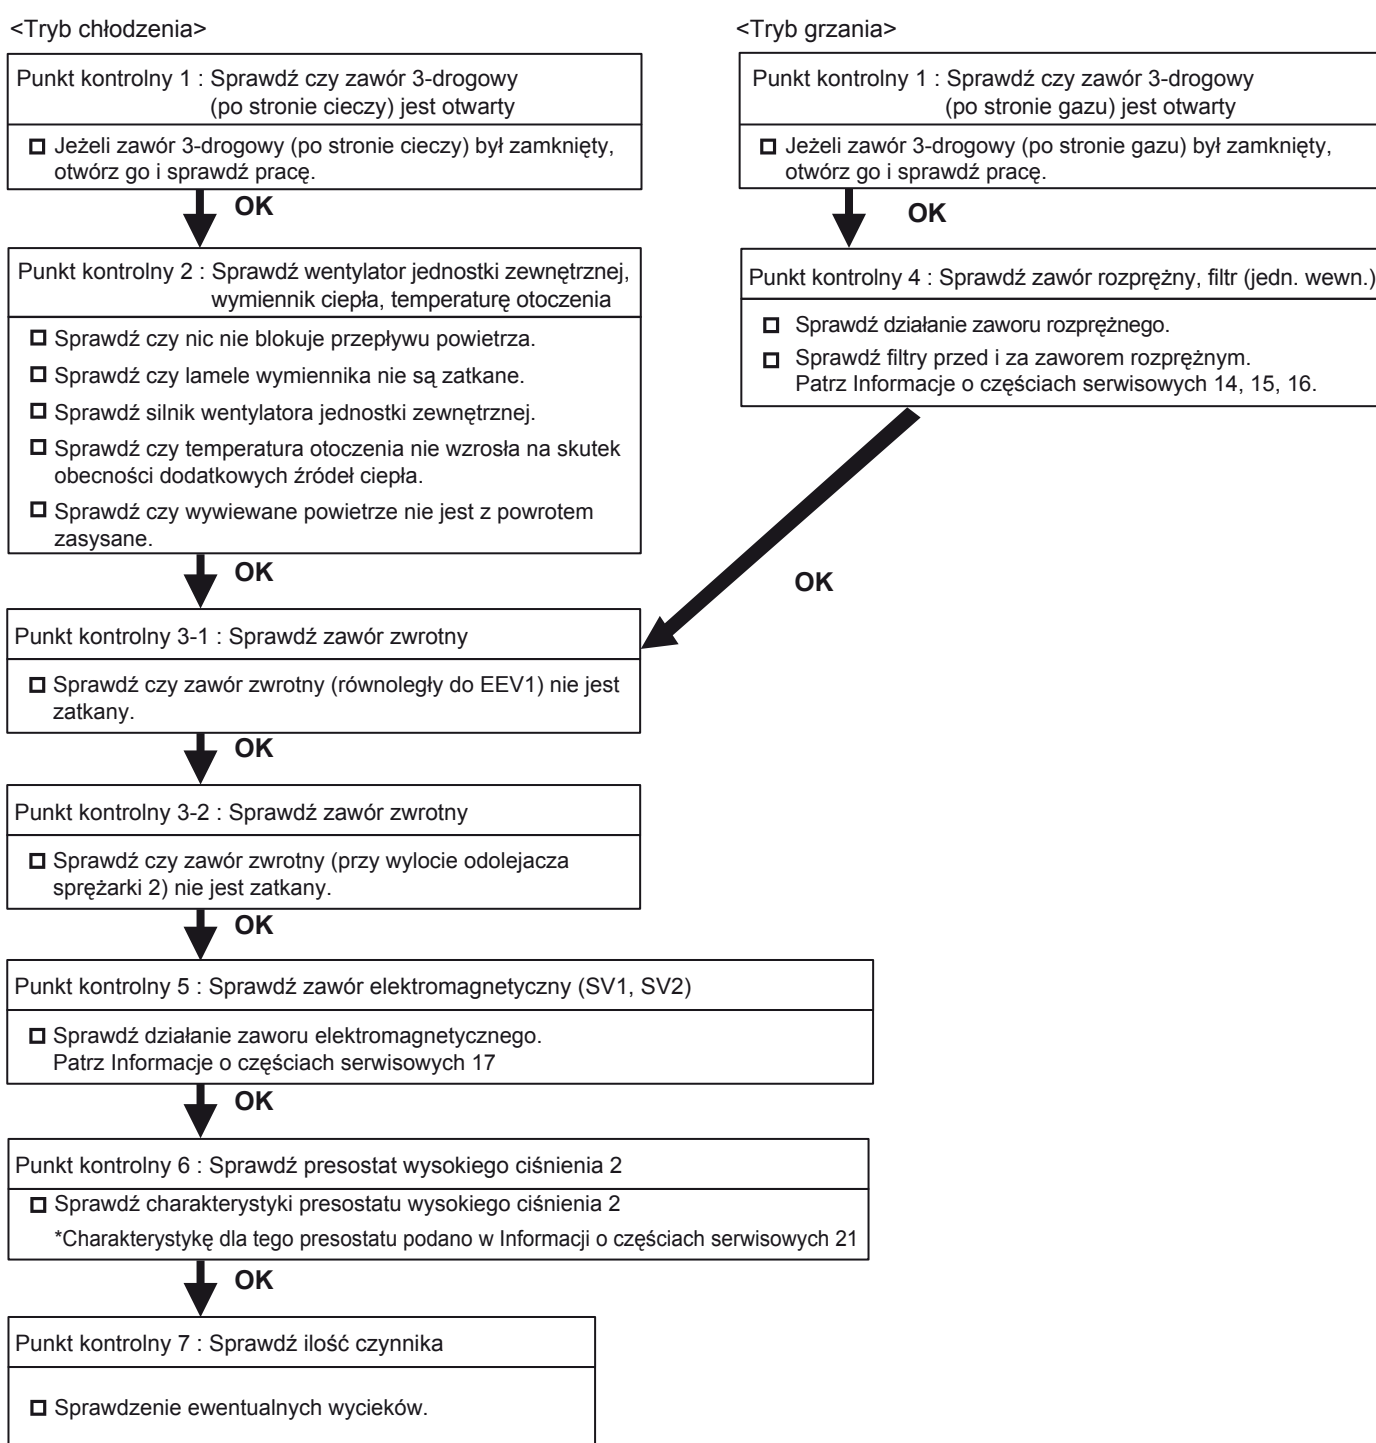 <Tryb chłodzenia>
Punkt kontrolny 1 : Sprawdź czy zawór 3-drogowy
(po stronie cieczy) jest otwarty
Jeżeli zawór 3-drogowy (po stronie cieczy) był zamknięty,
otwórz go i sprawdź pracę.
OK
Punkt kontrolny 2 : Sprawdź wentylator jednostki zewnętrznej,
wymiennik ciepła, temperaturę otoczenia
Sprawdź czy nic nie blokuje przepływu powietrza.
Sprawdź czy lamele wymiennika nie są zatkane.
Sprawdź silnik wentylatora jednostki zewnętrznej.
Sprawdź czy temperatura otoczenia nie wzrosła na skutek
obecności dodatkowych źródeł ciepła.
Sprawdź czy wywiewane powietrze nie jest z powrotem
zasysane.
OK
<Tryb grzania>
Punkt kontrolny 1 : Sprawdź czy zawór 3-drogowy
(po stronie gazu) jest otwarty
Jeżeli zawór 3-drogowy (po stronie gazu) był zamknięty,
otwórz go i sprawdź pracę.
OK
Punkt kontrolny 4 : Sprawdź zawór rozprężny, filtr (jedn. wewn.)
Sprawdź działanie zaworu rozprężnego.
Sprawdź filtry przed i za zaworem rozprężnym.
Patrz Informacje o częściach serwisowych 14, 15, 16.
OK
Punkt kontrolny 3-1 : Sprawdź zawór zwrotny
Sprawdź czy zawór zwrotny (równoległy do EEV1) nie jest
zatkany.
OK
Punkt kontrolny 3-2 : Sprawdź zawór zwrotny
Sprawdź czy zawór zwrotny (przy wylocie odolejacza
sprężarki 2) nie jest zatkany.
OK
Punkt kontrolny 5 : Sprawdź zawór elektromagnetyczny (SV1, SV2)
Sprawdź działanie zaworu elektromagnetycznego.
Patrz Informacje o częściach serwisowych 17
OK
Punkt kontrolny 6 : Sprawdź presostat wysokiego ciśnienia 2
Sprawdź charakterystyki presostatu wysokiego ciśnienia 2
*Charakterystykę dla tego presostatu podano w Informacji o częściach serwisowych 21
OK
Punkt kontrolny 7 : Sprawdź ilość czynnika
Sprawdzenie ewentualnych wycieków.